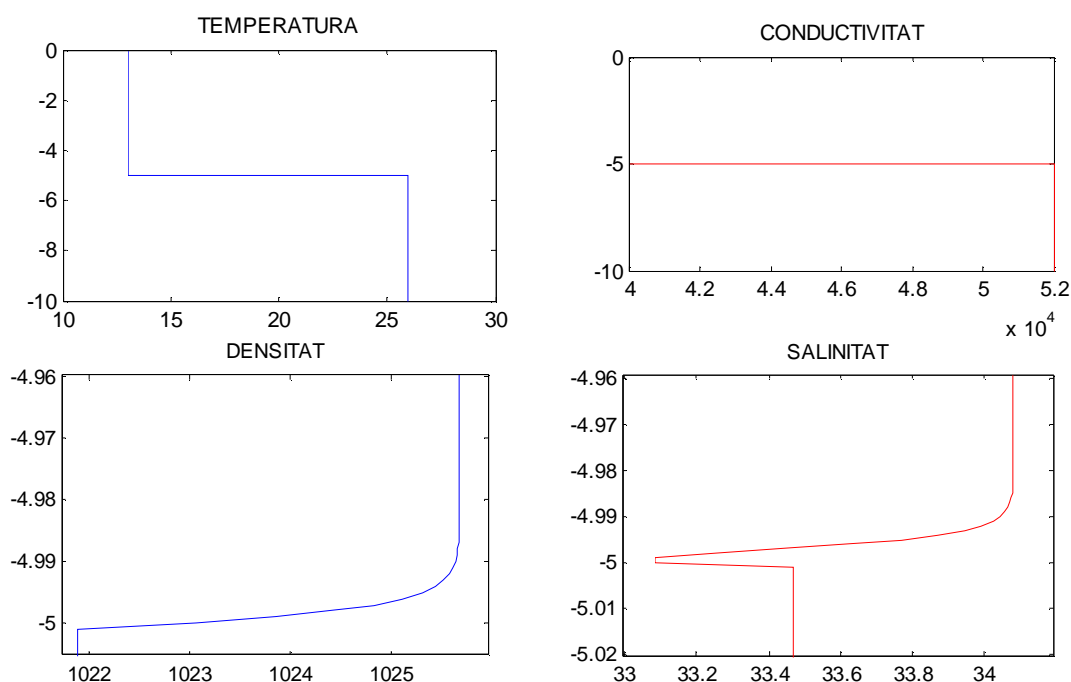 TEMPERATURA
0
-2
-4
-6
-8
-10
10 15 20 25 30
CONDUCTIVITAT
0
-5
-10
4 4.2 4.4 4.6 4.8 5 5.2
x 10^4
DENSITAT
-4.96
-4.97
-4.98
-4.99
-5
1022 1023 1024 1025
SALINITAT
-4.96
-4.97
-4.98
-4.99
-5
-5.01
-5.02
33 33.2 33.4 33.6 33.8 34